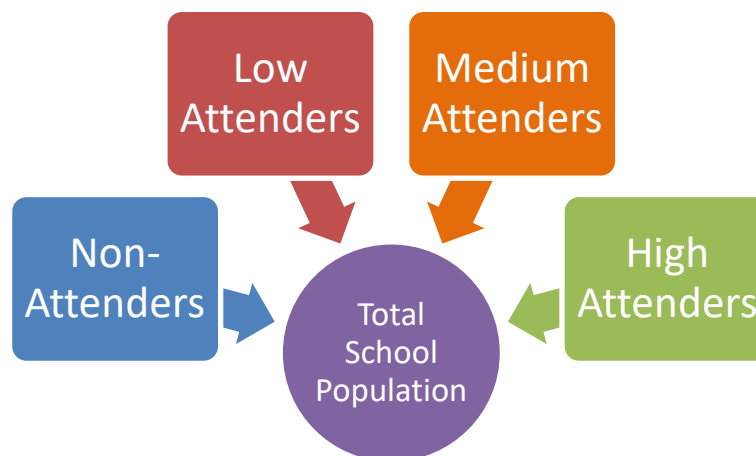 Low
Attenders
Medium
Attenders
Non-
Attenders
High
Attenders
Total
School
Population